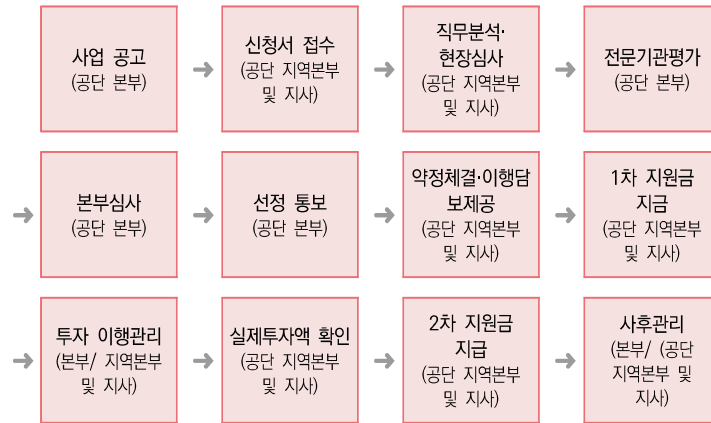 사업 공고
(공단 본부)
신청서 접수
(공단 지역본부
및 지사)
직무분석·
현장심사
(공단 지역본부
및 지사)
전문기관평가
(공단 본부)
본부심사
(공단 본부)
선정 통보
(공단 본부)
약정체결·이행담
보제공
(공단 지역본부
및 지사)
1차 지원금
지급
(공단 지역본부
및 지사)
투자 이행관리
(본부/ 지역본부
및 지사)
실제투자액 확인
(공단 지역본부
및 지사)
2차 지원금
지급
(공단 지역본부
및 지사)
사후관리
(본부/ (공단
지역본부 및
지사)